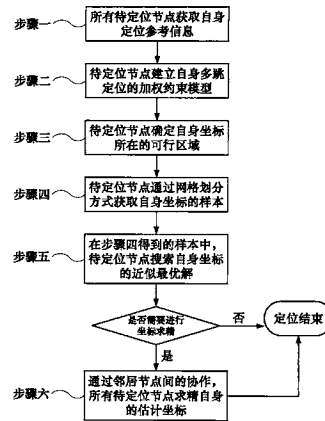 步骤一
所有待定位节点获取自身
定位参考信息
步骤二
待定位节点建立自身多跳
定位的加权约束模型
步骤三
待定位节点确定自身坐标
所在的可行区域
步骤四
待定位节点通过网格划分
方式获取自身坐标的样本
步骤五
在步骤四得到的样本中，
待定位节点搜索自身坐标
的近似最优解
是否需要进行
坐标求精
否
定位结束
是
步骤六
通过邻居节点间的协作，
所有待定位节点求精自身
的估计坐标